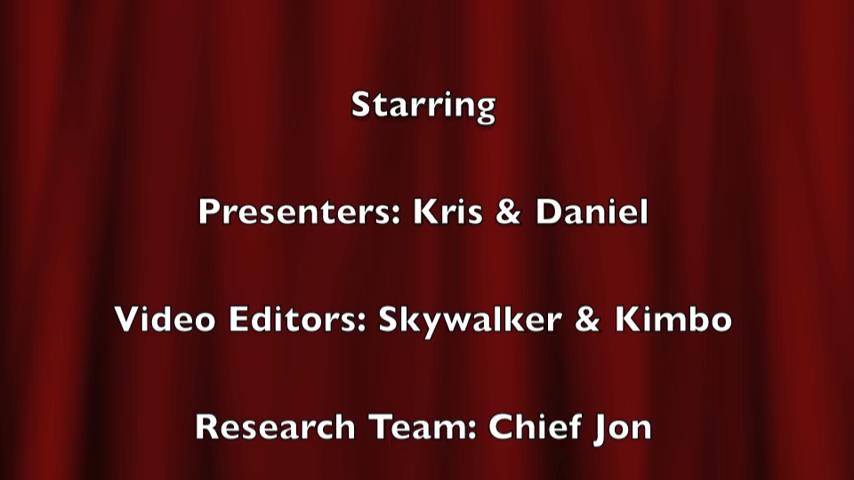 Starring
Presenters: Kris & Daniel
Video Editors: Skywalker & Kimbo
Research Team: Chief Jon